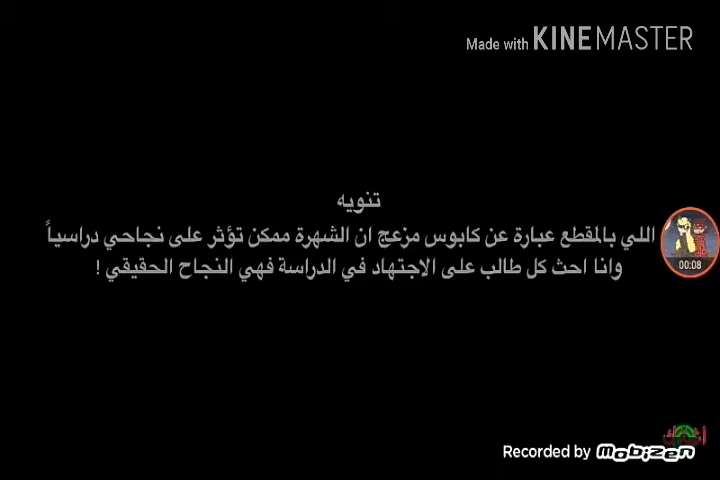 Made with KINEMASTER
تنويه
اللي بالمقطع عبارة عن كابوس مزعج ان الشهرة ممكن تؤثر على نجاحي دراسياً
وانا احث كل طالب على الاجتهاد في الدراسة فهي النجاح الحقيقي !
00:08
Recorded by Mobizen